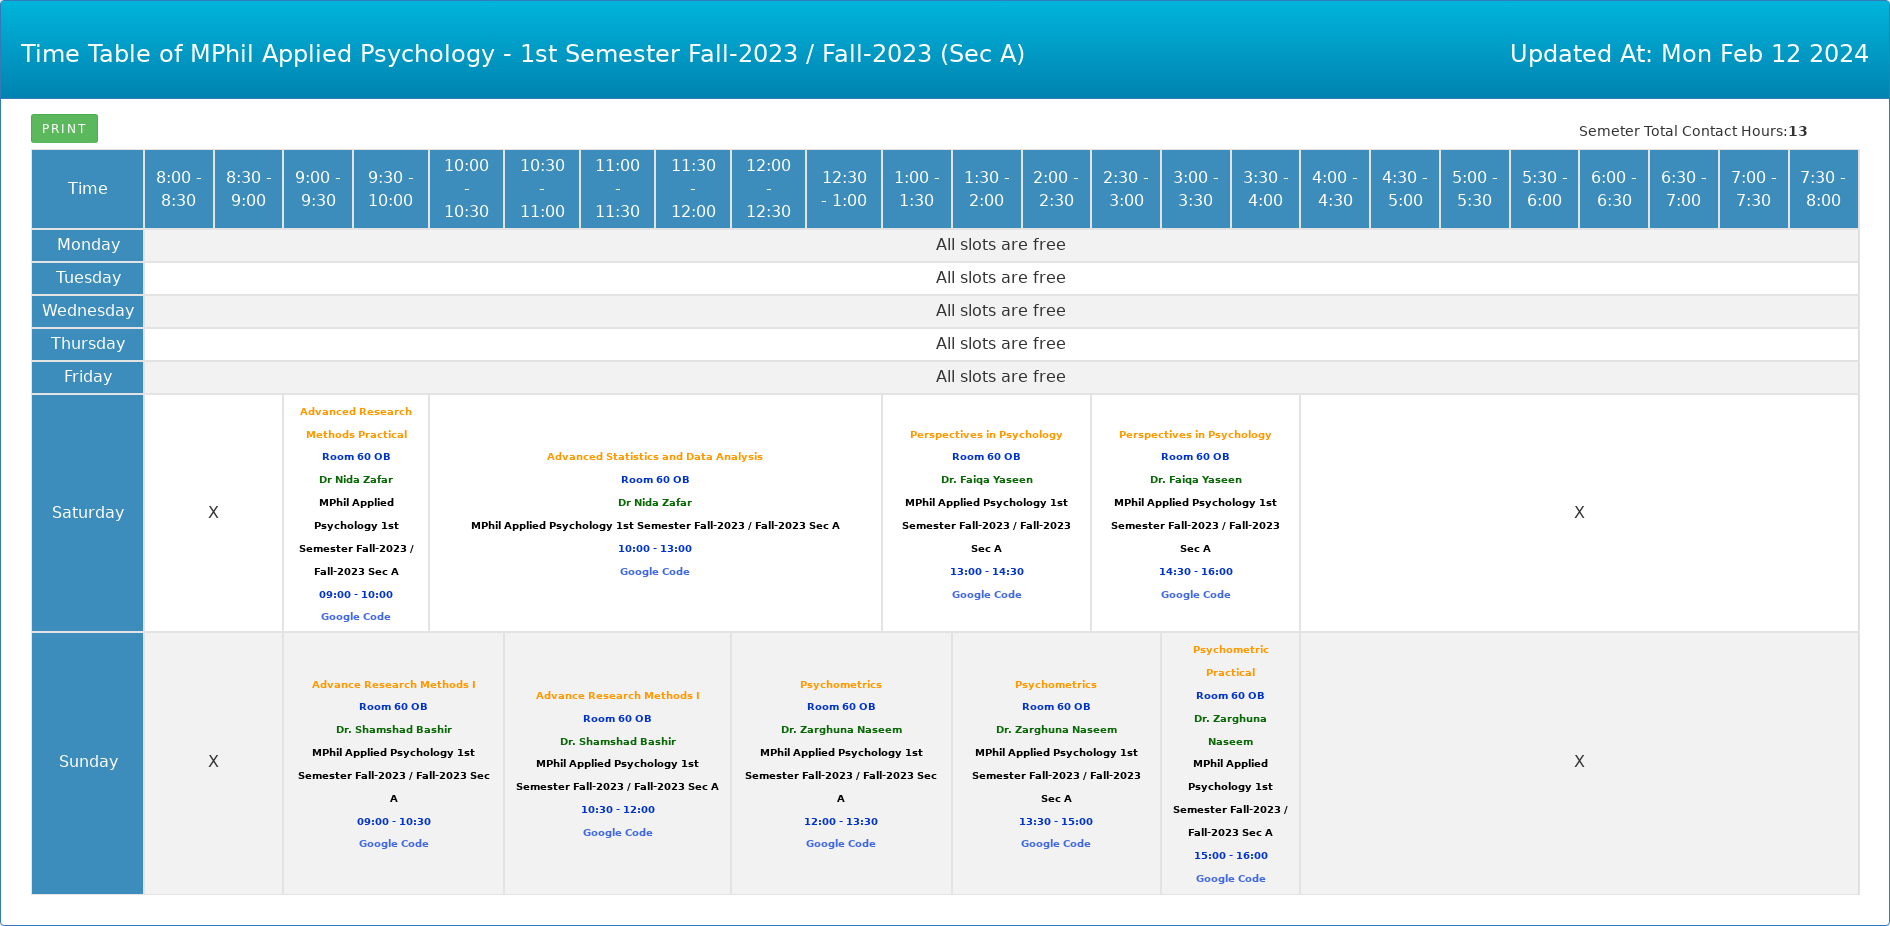 Time Table of MPhil Applied Psychology - 1st Semester Fall-2023 / Fall-2023 (Sec A)
Updated At: Mon Feb 12 2024
PRINT
Semeter Total Contact Hours:13
Time
8:00 -
8:30
8:30 -
9:00
9:00 -
9:30
9:30 -
10:00
10:00
-
10:30
10:30
-
11:00
11:00
-
11:30
11:30
-
12:00
12:00
-
12:30
12:30
- 1:00
1:00 -
1:30
1:30 -
2:00
2:00 -
2:30
2:30 -
3:00
3:00 -
3:30
3:30 -
4:00
4:00 -
4:30
4:30 -
5:00
5:00 -
5:30
5:30 -
6:00
6:00 -
6:30
6:30 -
7:00
7:00 -
7:30
7:30 -
8:00
Monday
All slots are free
Tuesday
All slots are free
Wednesday
All slots are free
Thursday
All slots are free
Friday
All slots are free
Saturday
X
Advanced Research
Methods Practical
Room 60 OB
Dr Nida Zafar
MPhil Applied
Psychology 1st
Semester Fall-2023 /
Fall-2023 Sec A
09:00 - 10:00
Google Code
Advanced Statistics and Data Analysis
Room 60 OB
Dr Nida Zafar
MPhil Applied Psychology 1st Semester Fall-2023 / Fall-2023 Sec A
10:00 - 13:00
Google Code
Perspectives in Psychology
Room 60 OB
Dr. Faiqa Yaseen
MPhil Applied Psychology 1st
Semester Fall-2023 / Fall-2023
Sec A
13:00 - 14:30
Google Code
Perspectives in Psychology
Room 60 OB
Dr. Faiqa Yaseen
MPhil Applied Psychology 1st
Semester Fall-2023 / Fall-2023
Sec A
14:30 - 16:00
Google Code
X
Sunday
X
Advance Research Methods I
Room 60 OB
Dr. Shamshad Bashir
MPhil Applied Psychology 1st
Semester Fall-2023 / Fall-2023 Sec
A
09:00 - 10:30
Google Code
Advance Research Methods I
Room 60 OB
Dr. Shamshad Bashir
MPhil Applied Psychology 1st
Semester Fall-2023 / Fall-2023 Sec A
10:30 - 12:00
Google Code
Psychometrics
Room 60 OB
Dr. Zarghuna Naseem
MPhil Applied Psychology 1st
Semester Fall-2023 / Fall-2023 Sec
A
12:00 - 13:30
Google Code
Psychometrics
Room 60 OB
Dr. Zarghuna Naseem
MPhil Applied Psychology 1st
Semester Fall-2023 / Fall-2023
Sec A
13:30 - 15:00
Google Code
Psychometric
Practical
Room 60 OB
Dr. Zarghuna
Naseem
MPhil Applied
Psychology 1st
Semester Fall-2023 /
Fall-2023 Sec A
15:00 - 16:00
Google Code
X